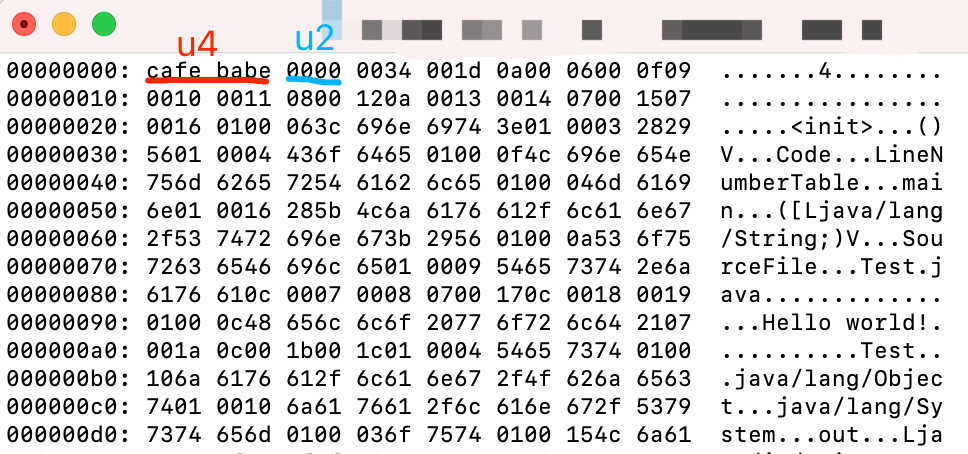 u4 u2
00000000: cafe babe 0000 0034 001d 0a00 0600 0f09 ........4........
00000010: 0010 0011 0800 120a 0013 0014 0700 1507 ................
00000020: 0016 0100 063c 696e 6974 3e01 0003 2829 .....<init>...()
00000030: 5601 0004 436f 6465 0100 0f4c 696e 654e V...Code...LineN
00000040: 756d 6265 7254 6162 6c65 0100 046d 6169 umberTable...mai
00000050: 6e01 0016 285b 4c6a 6176 612f 6c61 6e67 n...([Ljava/lang
00000060: 2f53 7472 696e 673b 2956 0100 0a53 6f75 /String;)V...Sou
00000070: 7263 6546 696c 6501 0009 5465 7374 2e6a rceFile...Test.j
00000080: 6176 610c 0007 0008 0700 170c 0018 0019 ava.............
00000090: 0100 0c48 656c 6c6f 2077 6f72 6c64 2107 ...Hello world!.
000000a0: 001a 0c00 1b00 1c01 0004 5465 7374 0100 ..........Test..
000000b0: 106a 6176 612f 6c61 6e67 2f4f 626a 6563 .java/lang/Objec
000000c0: 7401 0010 6a61 7661 2f6c 616e 672f 5379 t...java/lang/Sy
000000d0: 7374 656d 0100 036f 7574 0100 154c 6a61 stem...out...Lja